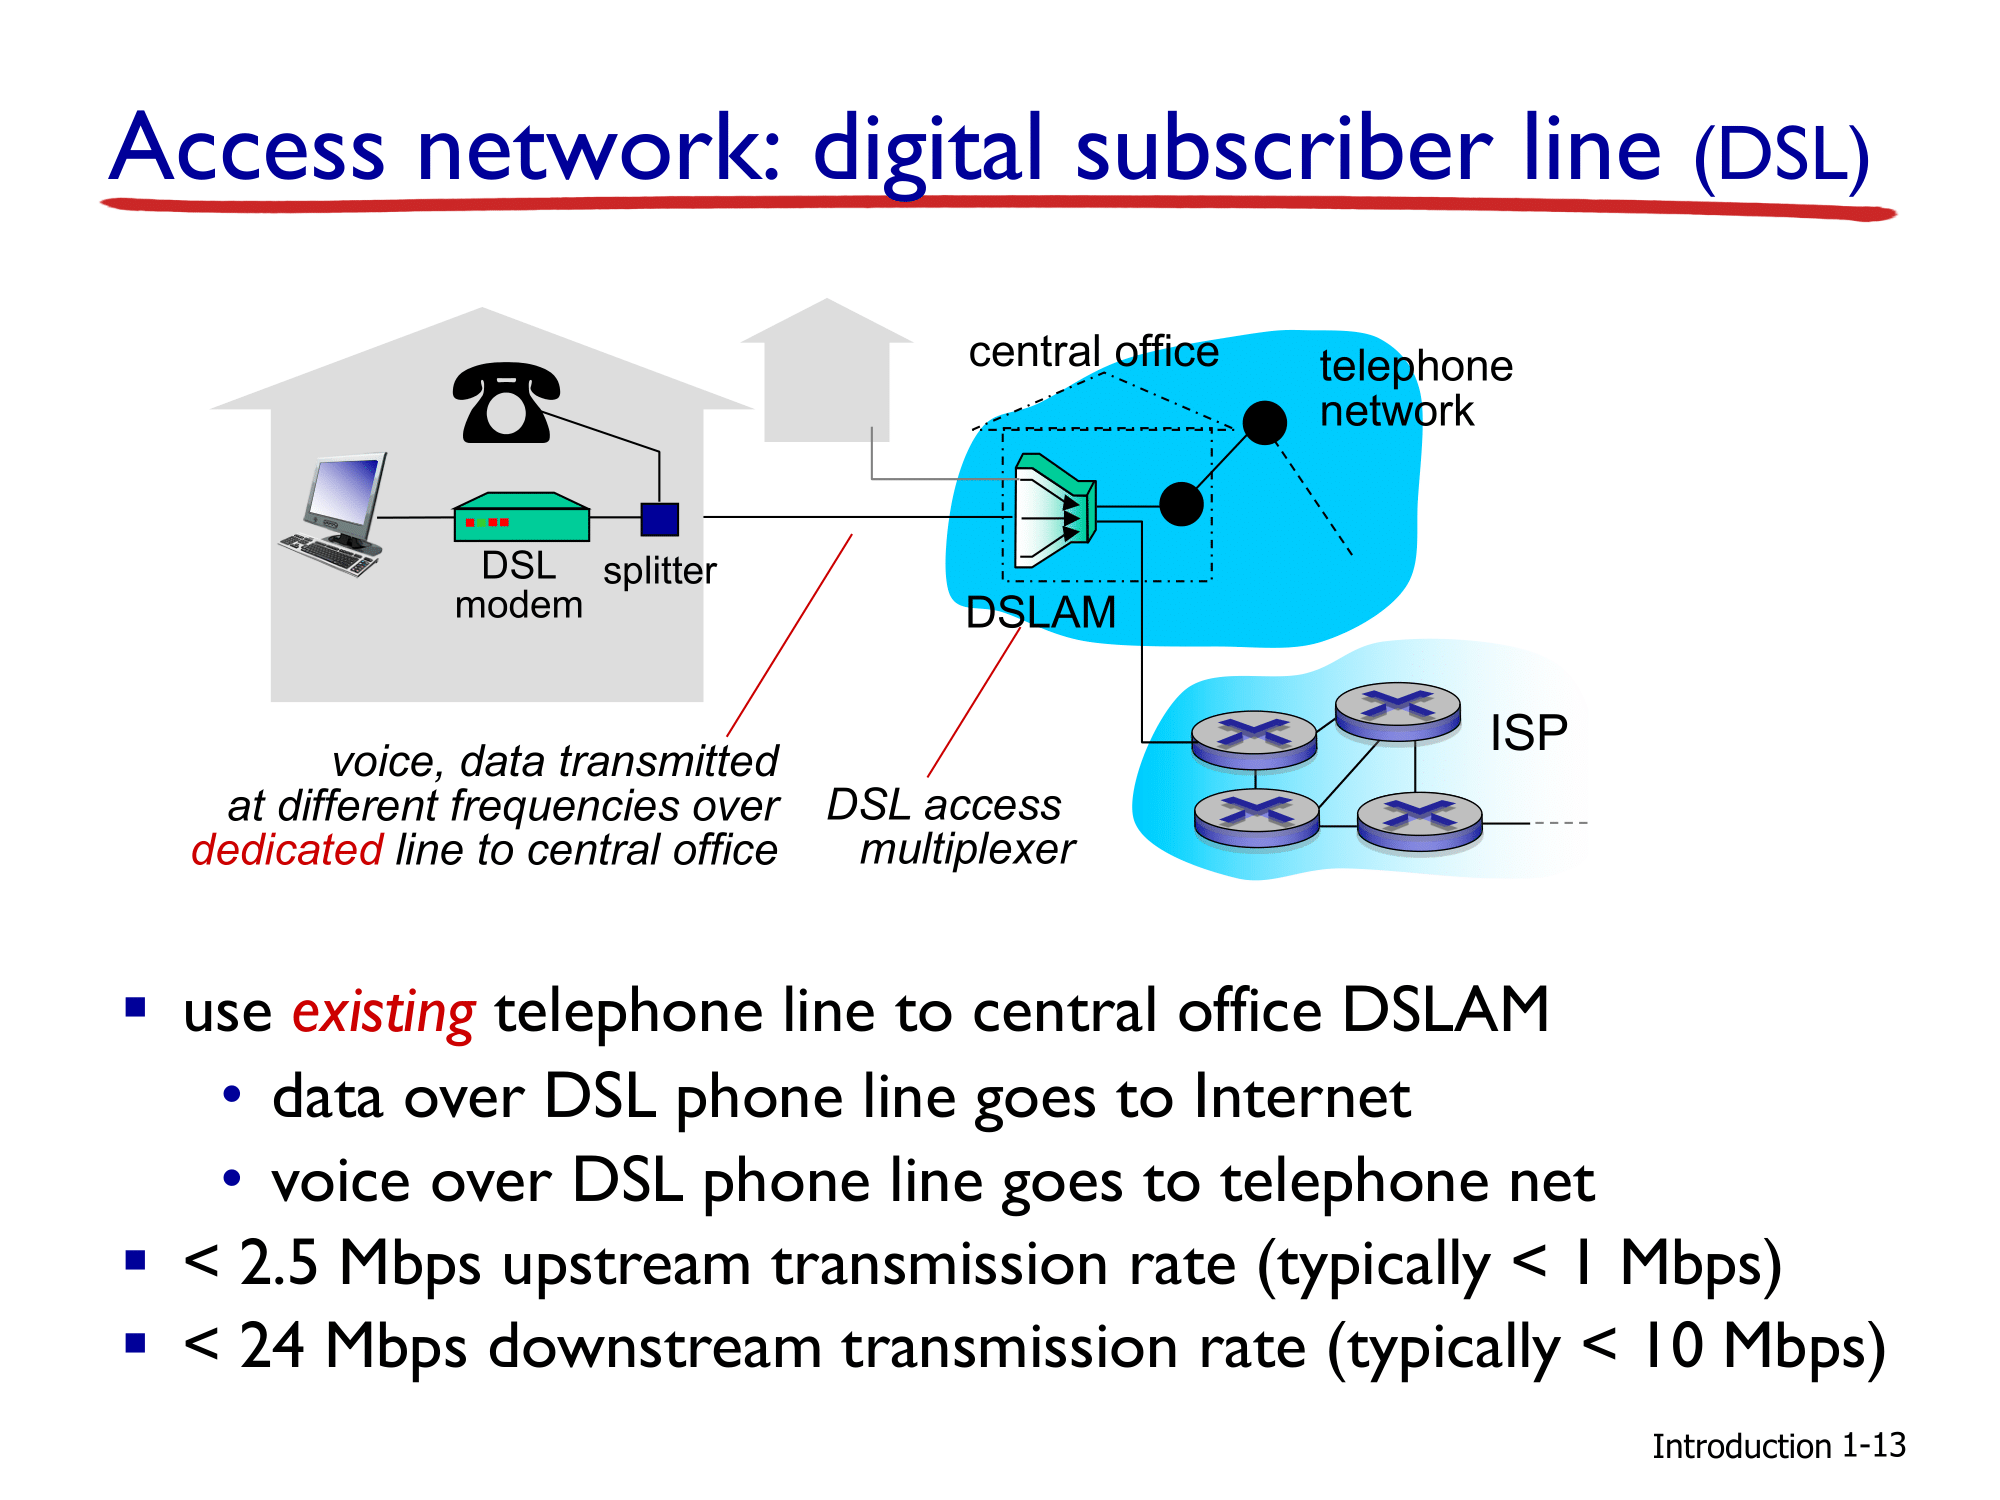 Access network: digital subscriber line (DSL)
central office
telephone
network
DSL
modem
splitter
DSLAM
ISP
voice, data transmitted
at different frequencies over
dedicated line to central office
DSL access
multiplexer
▪ use existing telephone line to central office DSLAM
• data over DSL phone line goes to Internet
• voice over DSL phone line goes to telephone net
▪ < 2.5 Mbps upstream transmission rate (typically < 1 Mbps)
▪ < 24 Mbps downstream transmission rate (typically < 10 Mbps)
Introduction 1-13